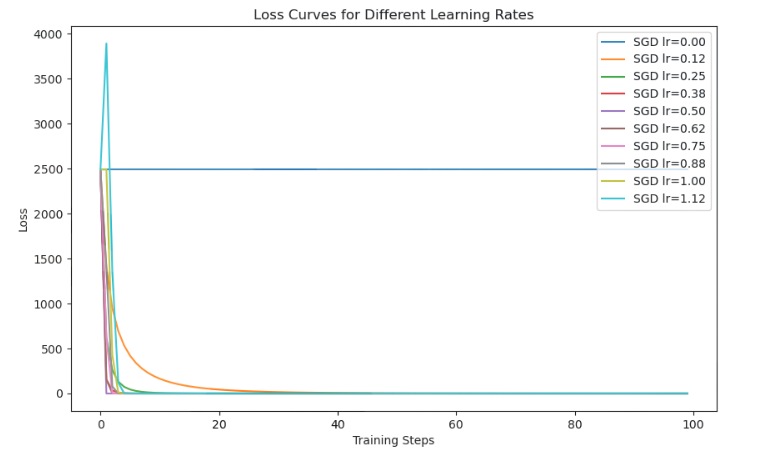 Loss Curves for Different Learning Rates
4000
3500
3000
2500
2000
1500
1000
500
0
Loss
SGD lr=0.00
SGD lr=0.12
SGD lr=0.25
SGD lr=0.38
SGD lr=0.50
SGD lr=0.62
SGD lr=0.75
SGD lr=0.88
SGD lr=1.00
SGD lr=1.12
0 20 40 60 80 100
Training Steps